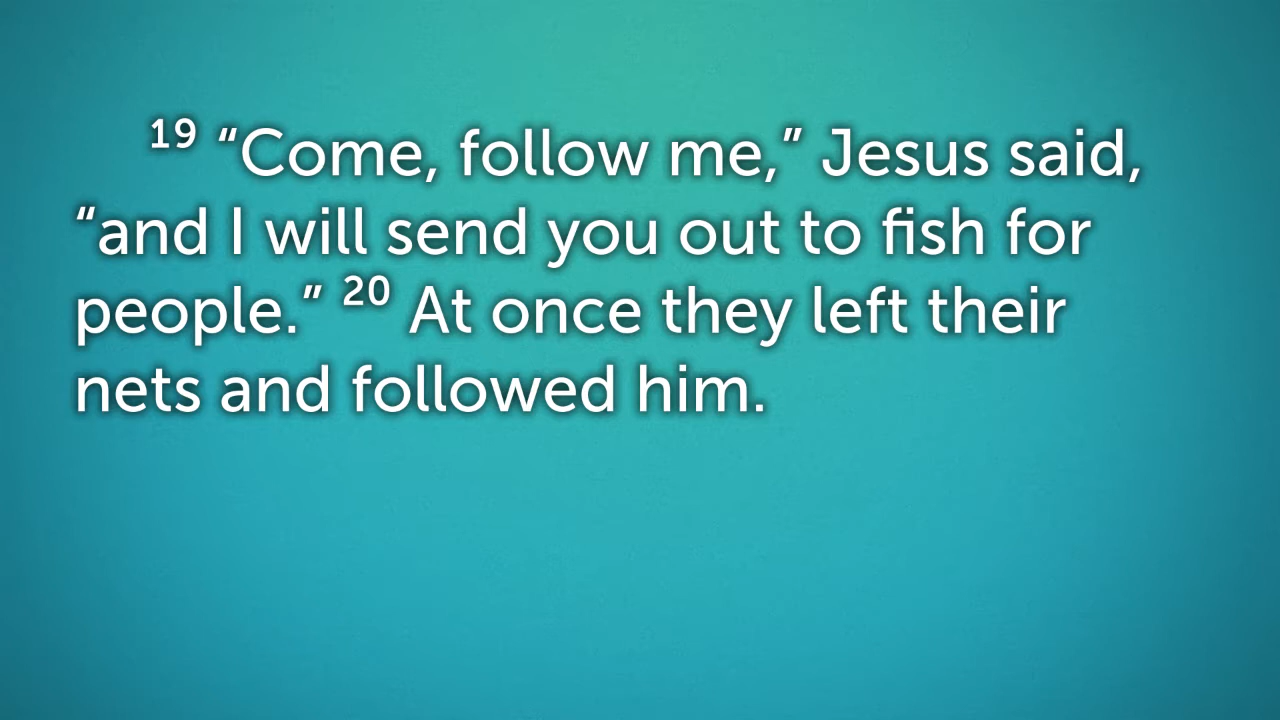 19 “Come, follow me,” Jesus said,
“and I will send you out to fish for
people.” 20 At once they left their
nets and followed him.